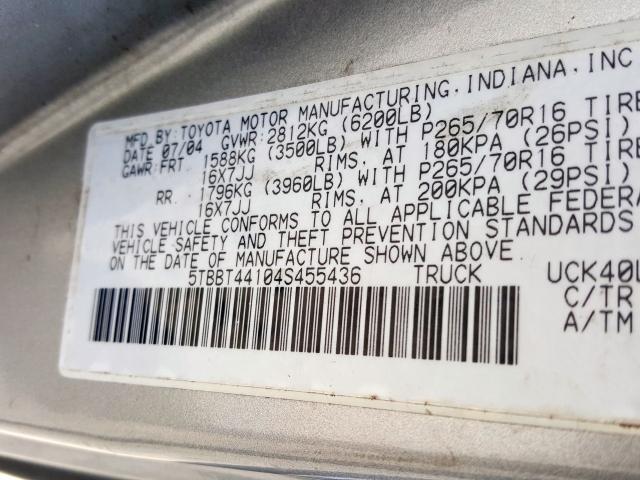 MFD.BY:TOYOTA MOTOR MANUFACTURING,INDIANA,INC
DATE 07/04 GVWR:2812KG (6200LB)
GAWR:FRT 1588KG (3500LB) WITH P265/70R16 TIRE
16X7JJ RIMS, AT 180KPA (26PSI)
RR 1796KG (3960LB) WITH P265/70R16 TIRE
16X7JJ RIMS, AT 200KPA (29PSI)
THIS VEHICLE CONFORMS TO ALL APPLICABLE FEDERA
VEHICLE SAFETY AND THEFT PREVENTION STANDARDS
ON THE DATE OF MANUFACTURE SHOWN ABOVE.
5TBBT44104S455436 TRUCK UCK40L
C/TR
A/TM